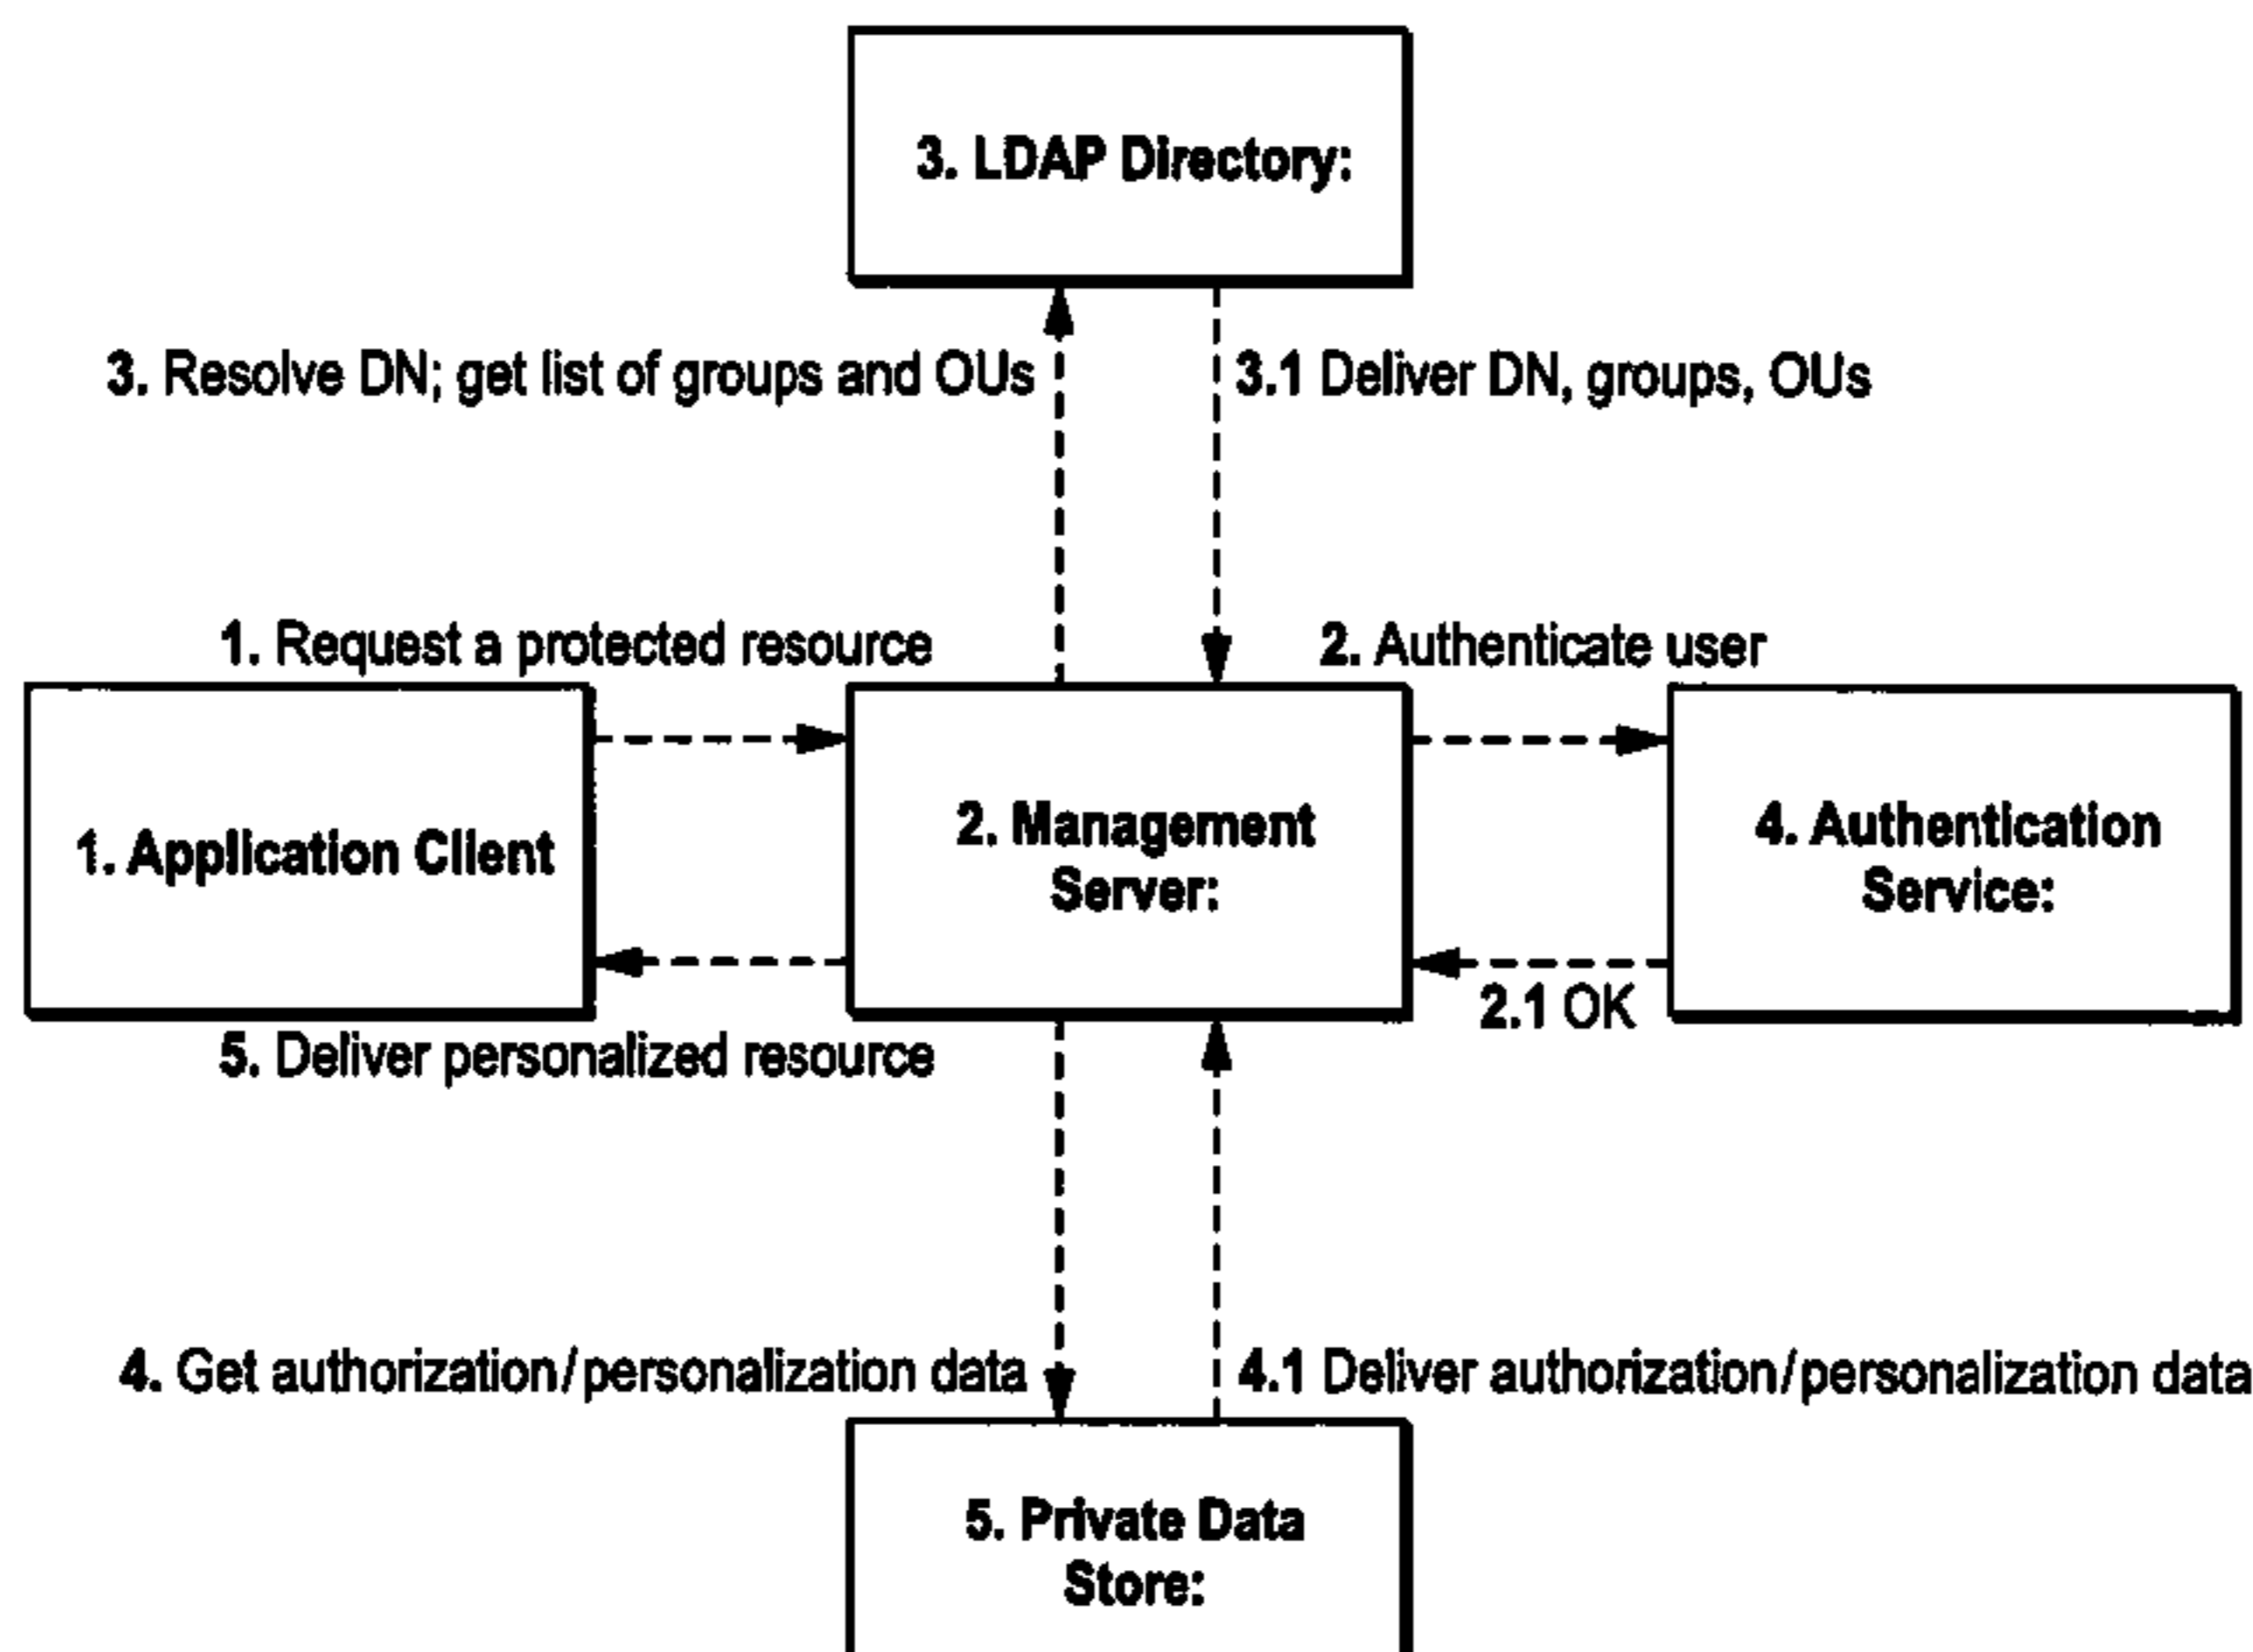 3. LDAP Directory:
3. Resolve DN; get list of groups and OUs
3.1 Deliver DN, groups, OUs
1. Request a protected resource
2. Authenticate user
1. Application Client
2. Management
Server:
4. Authentication
Service:
2.1 OK
5. Deliver personalized resource
4. Get authorization/personalization data
4.1 Deliver authorization/personalization data
5. Private Data
Store: